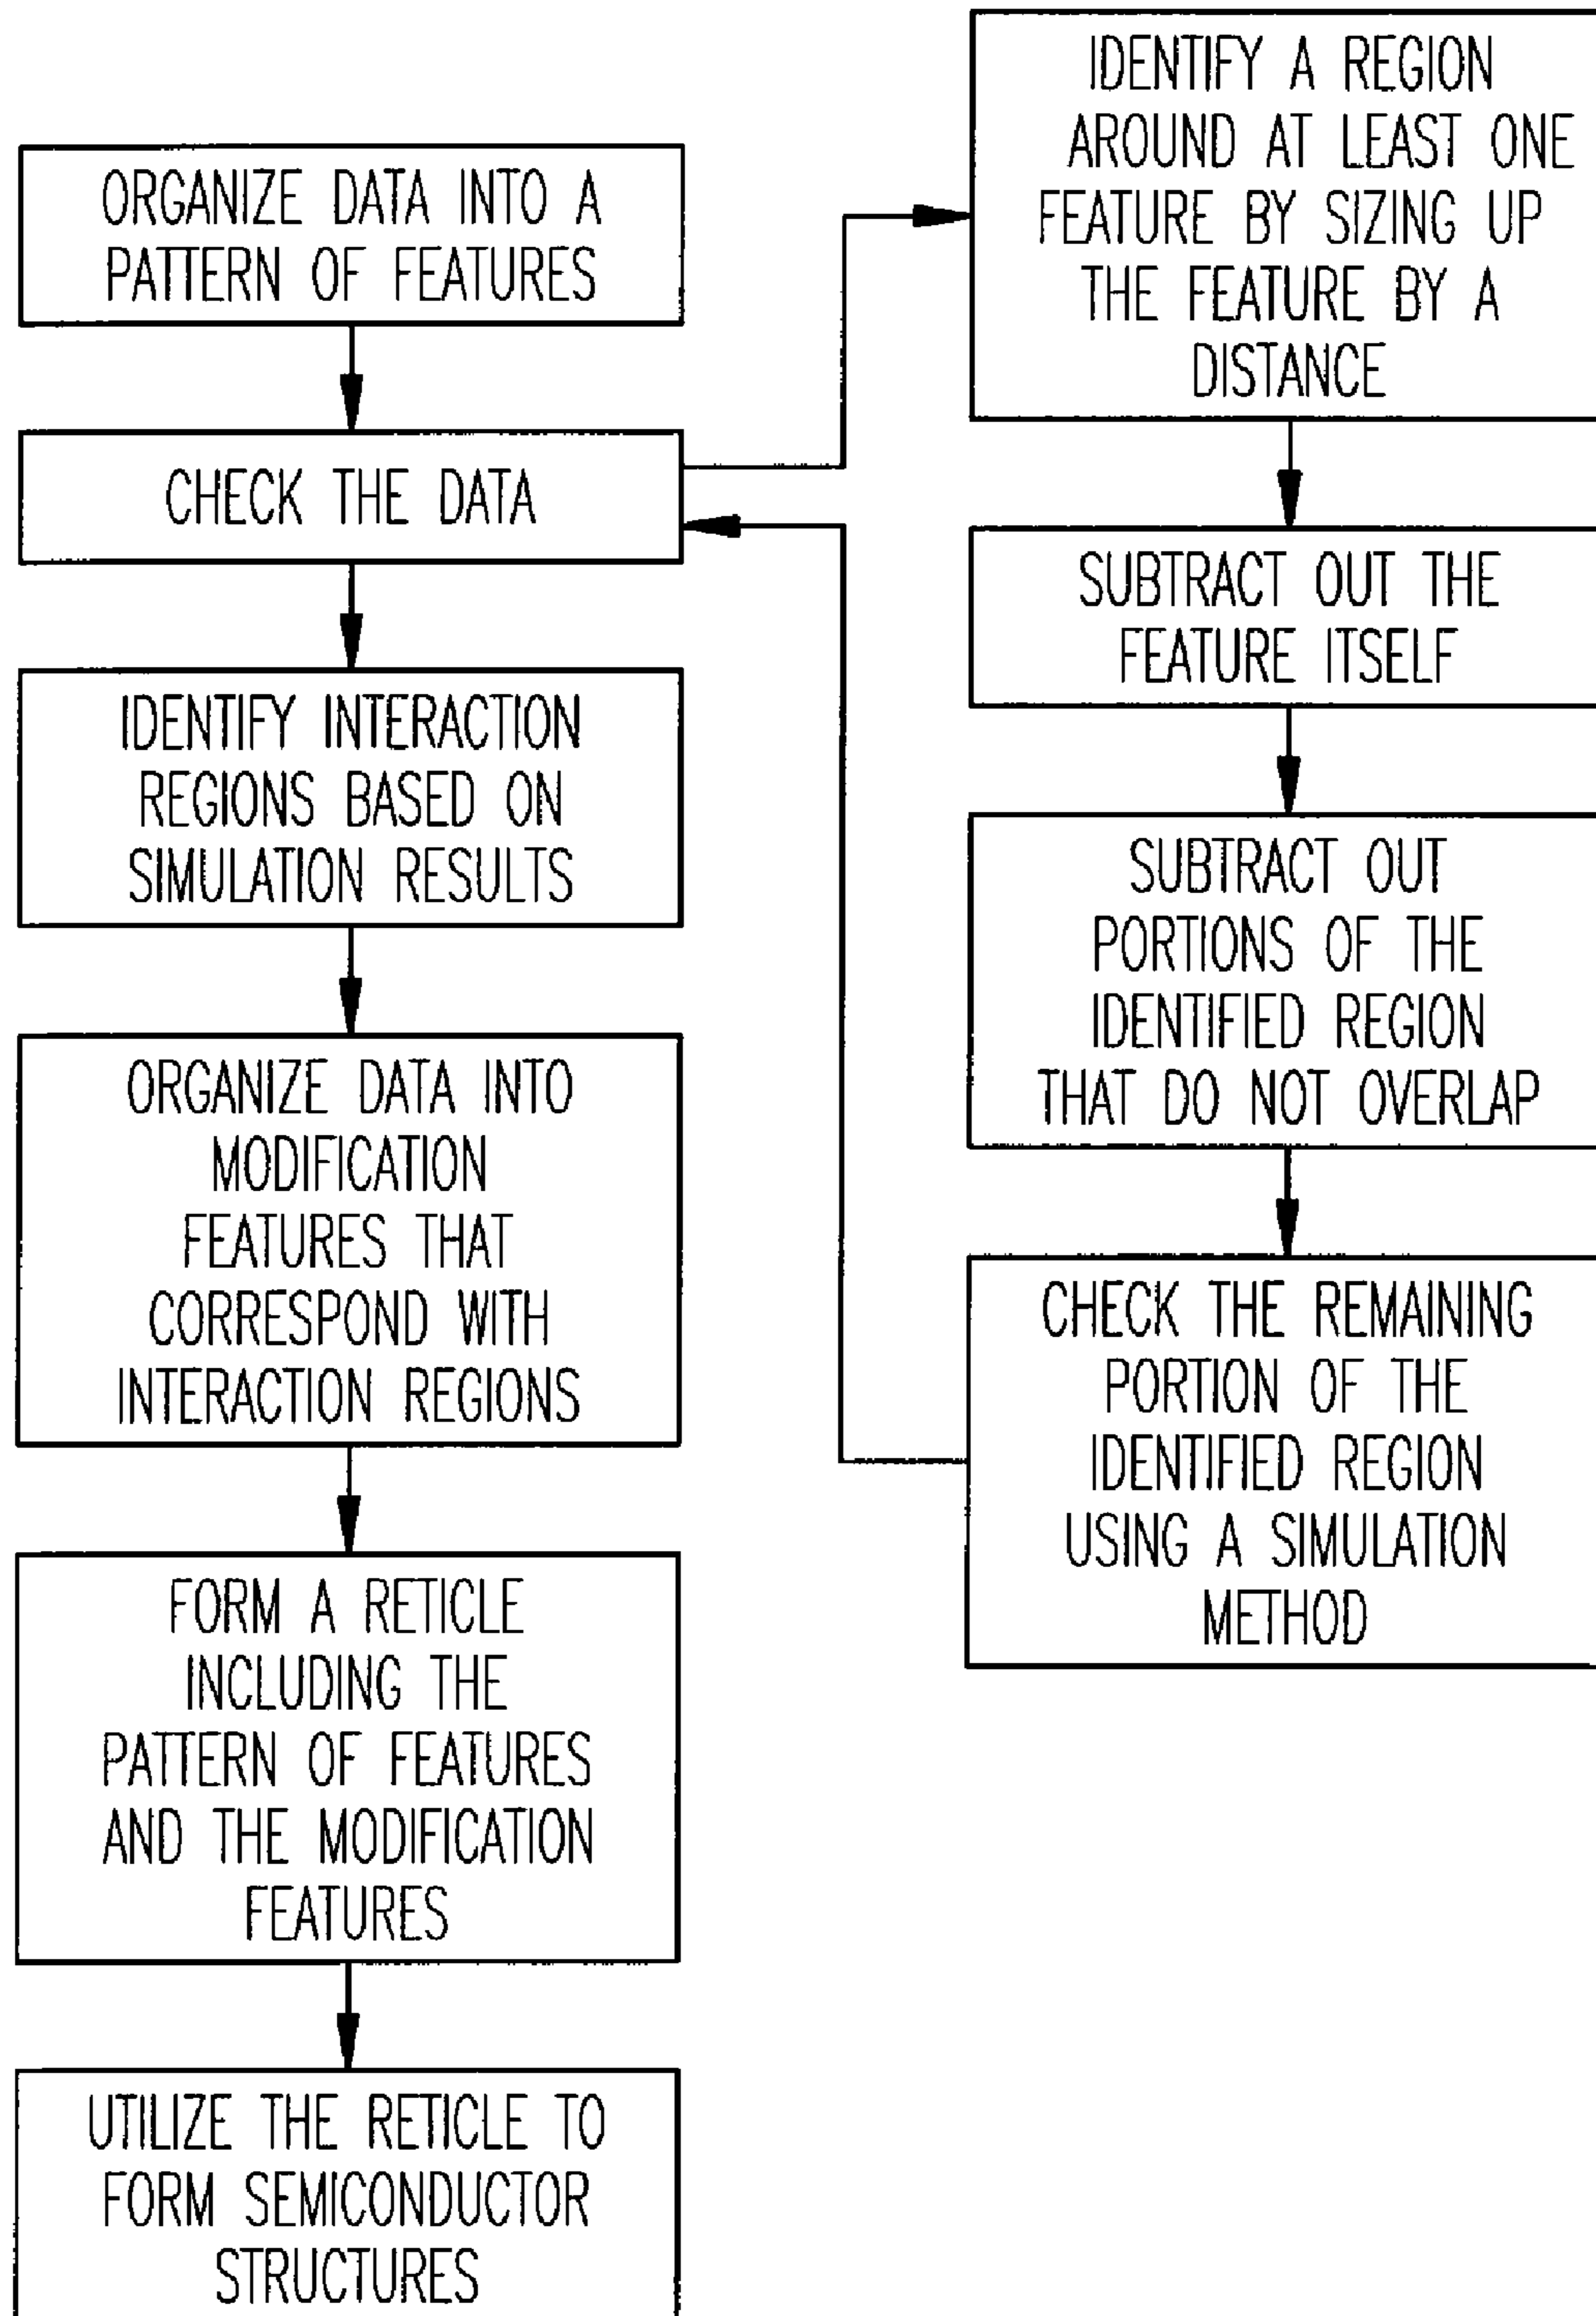 ORGANIZE DATA INTO A
PATTERN OF FEATURES
CHECK THE DATA
IDENTIFY INTERACTION
REGIONS BASED ON
SIMULATION RESULTS
ORGANIZE DATA INTO
MODIFICATION
FEATURES THAT
CORRESPOND WITH
INTERACTION REGIONS
FORM A RETICLE
INCLUDING THE
PATTERN OF FEATURES
AND THE MODIFICATION
FEATURES
UTILIZE THE RETICLE TO
FORM SEMICONDUCTOR
STRUCTURES
IDENTIFY A REGION
AROUND AT LEAST ONE
FEATURE BY SIZING UP
THE FEATURE BY A
DISTANCE
SUBTRACT OUT THE
FEATURE ITSELF
SUBTRACT OUT
PORTIONS OF THE
IDENTIFIED REGION
THAT DO NOT OVERLAP
CHECK THE REMAINING
PORTION OF THE
IDENTIFIED REGION
USING A SIMULATION
METHOD